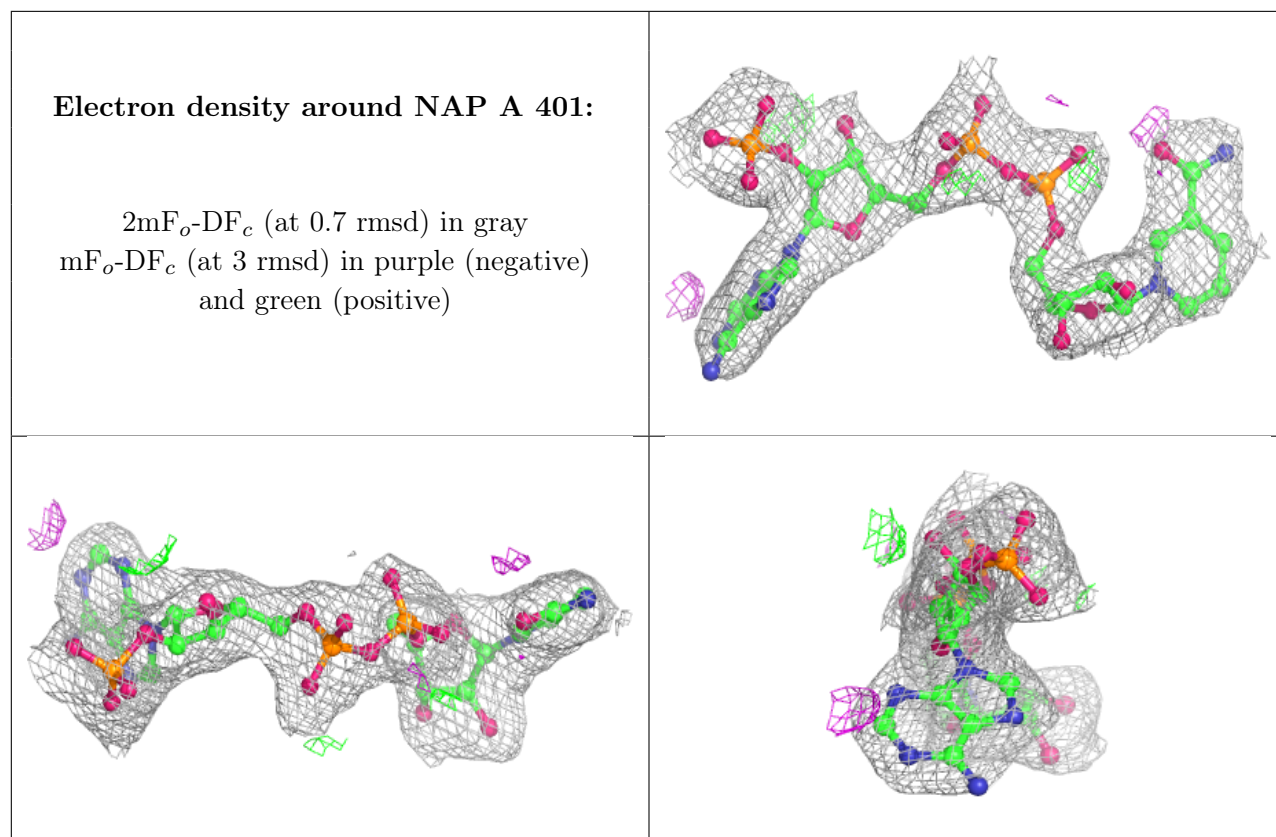 Electron density around NAP A 401:
2mFo-DFc (at 0.7 rmsd) in gray
mFo-DFc (at 3 rmsd) in purple (negative)
and green (positive)